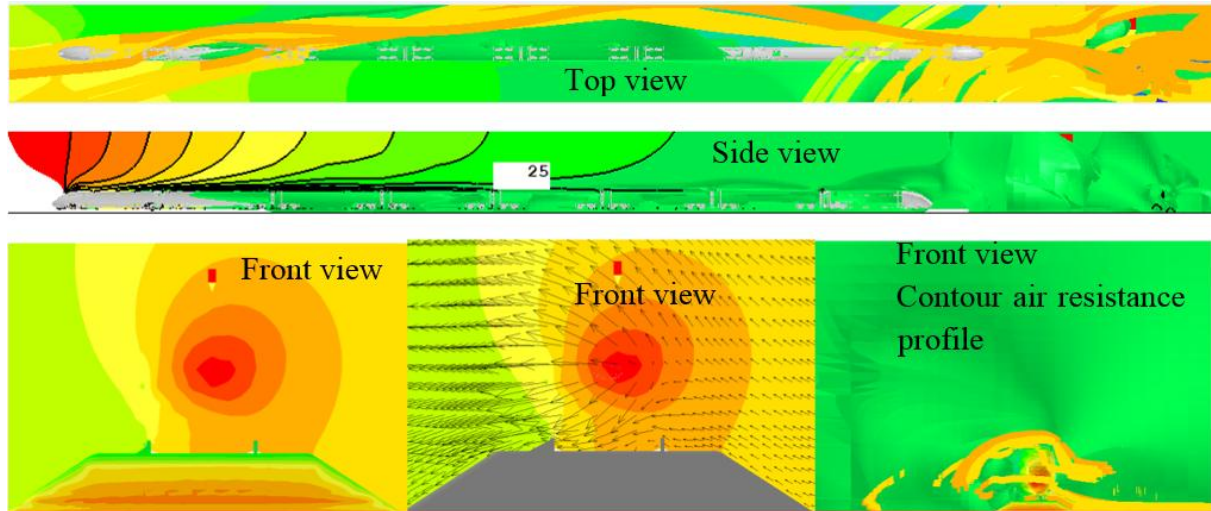 Top view
Side view
25
Front view
Front view
Front view
Contour air resistance
profile